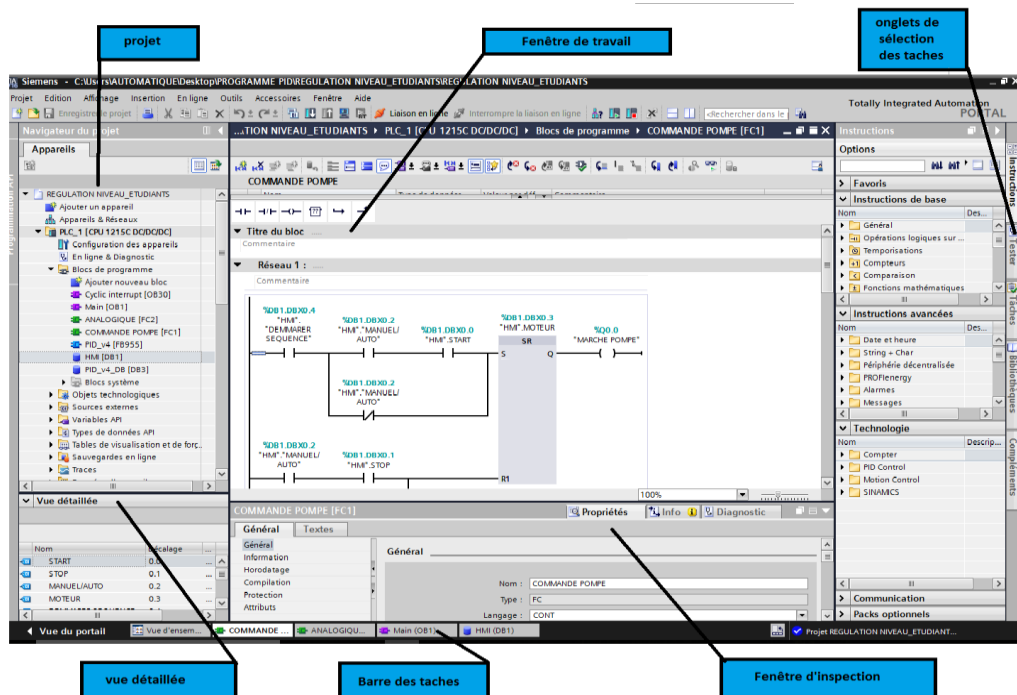 projet
Fenêtre de travail
onglets de
sélection
des taches
Siemens - C:\Users\AUTOMATIQUE\Desktop\PROGRAMME PID\REGULATION NIVEAU_ETUDIANTS\REGULATION NIVEAU_ETUDIANTS
Projet Edition Affichage Insertion En ligne Outils Accessoires Fenêtre Aide
Totally Integrated Automation
PORTAL
Enregistrer le projet
Liaison en ligne
Interrompre la liaison en ligne
<Rechercher dans le
Navigateur du projet
...TION NIVEAU_ETUDIANTS
PLC_1 [CPU 1215C DC/DC/DC]
Blocs de programme
COMMANDE POMPE [FC1]
Instructions
Appareils
Options
REGULATION NIVEAU_ETUDIANTS
Ajouter un appareil
Appareils & Réseaux
PLC_1 [CPU 1215C DC/DC/DC]
Configuration des appareils
En ligne & Diagnostic
Blocs de programme
Ajouter nouveau bloc
Cyclic interrupt [OB30]
Main [OB1]
ANALOGIQUE [FC2]
COMMANDE POMPE [FC1]
PID_v4 [FB955]
HMI [DB1]
PID_v4_DB [DB3]
Blocs système
Objets technologiques
Sources externes
Variables API
Types de données API
Tables de visualisation et de forç..
Sauvegardes en ligne
Traces
COMMANDE POMPE
Titre du bloc
Commentaire
Réseau 1 : ....
Commentaire
%DB1.DBX0.4
"HMI".
"DEMMARER
SEQUENCE"
%DB1.DBX0.2
"HMI"."MANUEL/
AUTO"
%DB1.DBX0.0
"HMI".START
%DB1.DBX0.3
"HMI".MOTEUR
SR
S
Q
%Q0.0
"MARCHE POMPE"
%DB1.DBX0.2
"HMI"."MANUEL/
AUTO"
%DB1.DBX0.2
"HMI"."MANUEL/
AUTO"
%DB1.DBX0.1
"HMI".STOP
R1
100%
Favoris
Instructions de base
Nom Des...
Général
Opérations logiques sur ...
Temporisations
Compteurs
Comparaison
Fonctions mathématiques
Instructions avancées
Nom Des...
Date et heure
String + Char
Périphérie décentralisée
PROFIenergy
Alarmes
Messages
Technologie
Nom Descrip...
Compter
PID Control
Motion Control
SINAMICS
Communication
Packs optionnels
Instructions
Tester
Tâches
Bibliothèques
Compléments
Vue détaillée
Nom Décalage ...
START 0.0 ...
STOP 0.1 ...
MANUEL/AUTO 0.2 ...
MOTEUR 0.3 ...
COMMANDE POMPE [FC1]
Propriétés
Info
Diagnostic
Général
Textes
Général
Information
Horodatage
Compilation
Protection
Attributs
Général
Nom : COMMANDE POMPE
Type : FC
Langage : CONT
Vue du portail
Vue d'ensem...
COMMANDE ...
ANALOGIQU...
Main (OB1)
HMI (DB1)
Projet REGULATION NIVEAU_ETUDIANT...
vue détaillée
Barre des taches
Fenêtre d'inspection